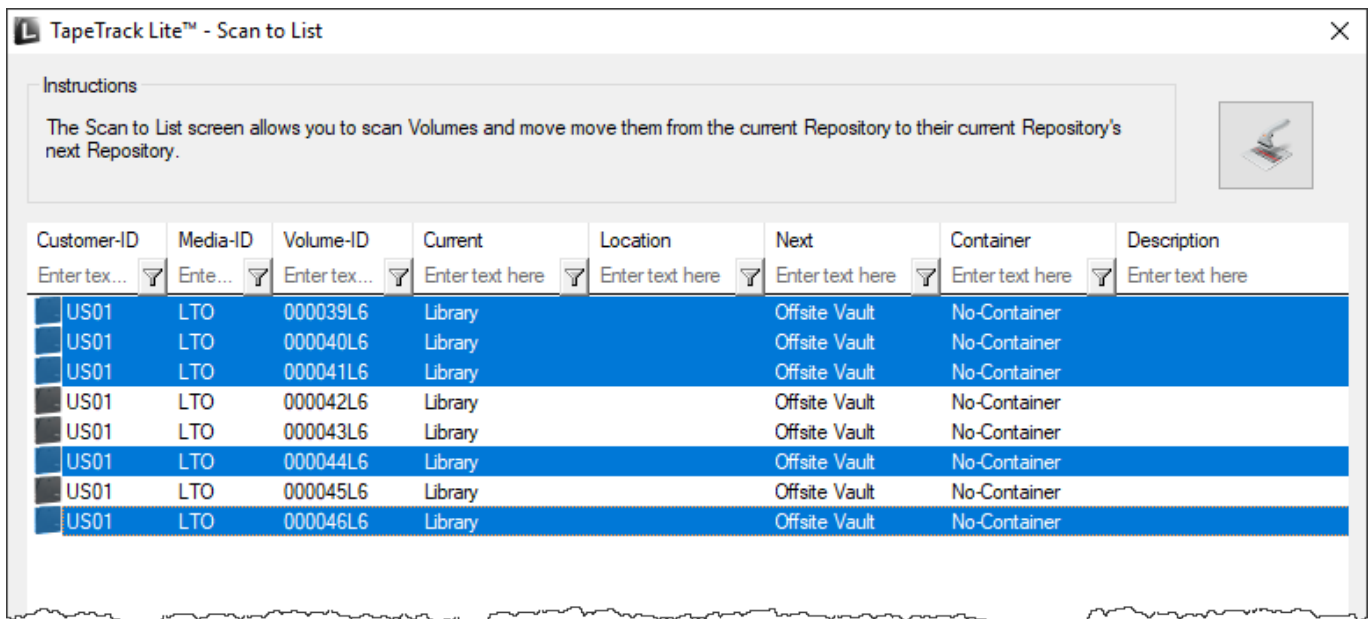 TapeTrack Lite™ - Scan to List
Instructions
The Scan to List screen allows you to scan Volumes and move move them from the current Repository to their current Repository's
next Repository.
Customer-ID Media-ID Volume-ID Current Location Next Container Description
Enter tex... Ente... Enter tex... Enter text here Enter text here Enter text here Enter text here Enter text here
US01 LTO 000039L6 Library Offsite Vault No-Container
US01 LTO 000040L6 Library Offsite Vault No-Container
US01 LTO 000041L6 Library Offsite Vault No-Container
US01 LTO 000042L6 Library Offsite Vault No-Container
US01 LTO 000043L6 Library Offsite Vault No-Container
US01 LTO 000044L6 Library Offsite Vault No-Container
US01 LTO 000045L6 Library Offsite Vault No-Container
US01 LTO 000046L6 Library Offsite Vault No-Container